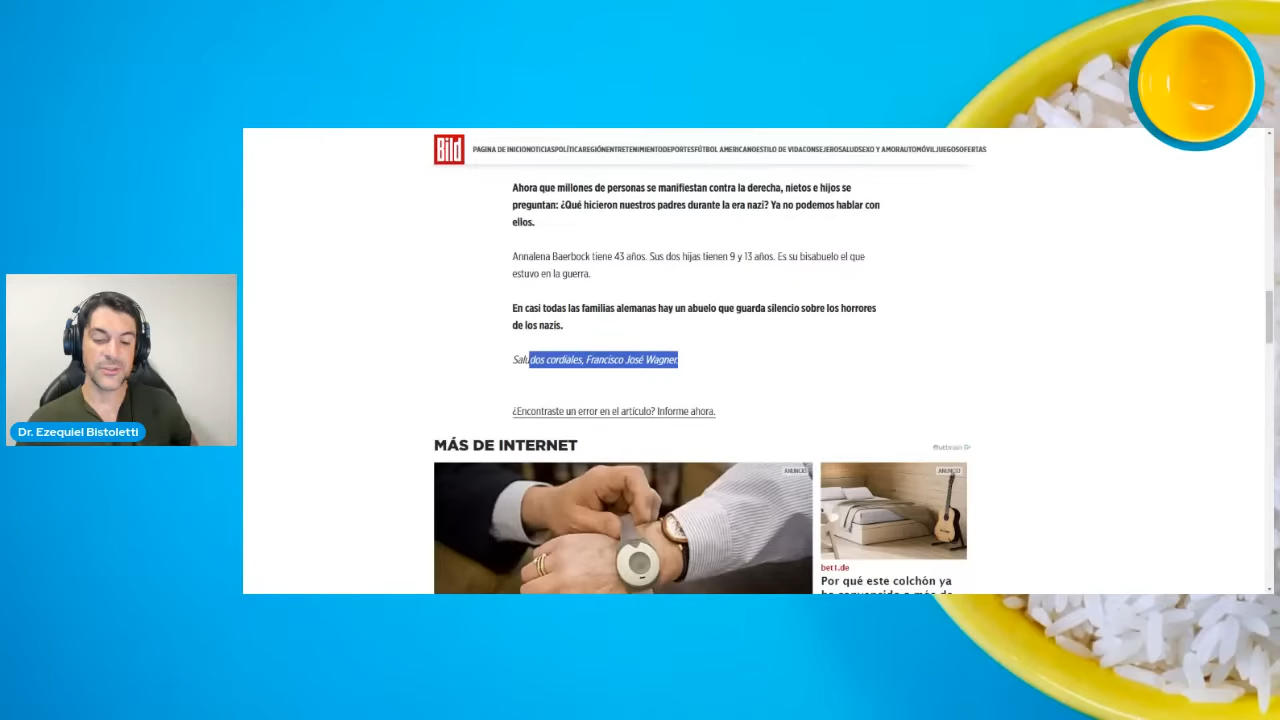 Bild
PAGINA DE INICIONOTICIASPOLÍTICAREGIÓNENTRETENIMIENTODEPORTESFÚTBOL AMERICANOESTILO DE VIDACONSEJEROSALUDSEXO Y AMORAUTOMÓVILJUEGOSOFERTAS
Ahora que millones de personas se manifiestan contra la derecha, nietos e hijos se
preguntan: ¿Qué hicieron nuestros padres durante la era nazi? Ya no podemos hablar con
ellos.
Annalena Baerbock tiene 43 años. Sus dos hijas tienen 9 y 13 años. Es su bisabuelo el que
estuvo en la guerra.
En casi todas las familias alemanas hay un abuelo que guarda silencio sobre los horrores
de los nazis.
Saludos cordiales, Francisco José Wagner.
¿Encontraste un error en el artículo? Informe ahora.
MÁS DE INTERNET
ANUNCIO
ANUNCIO
bet1.de
Por qué este colchón ya
Dr. Ezequiel Bistoletti